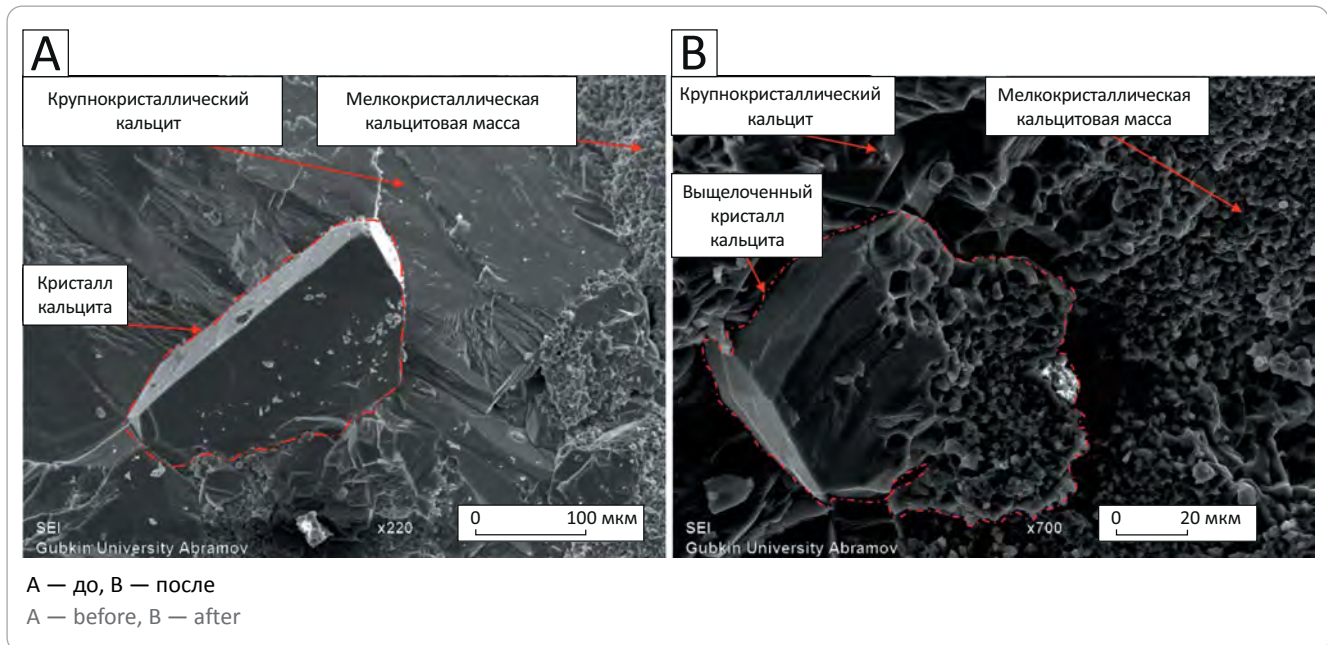 A
Крупнокристаллический
кальцит
Мелкокристаллическая
кальцитовая масса
Кристалл
кальцита
SEI
x220
0 100 мкм
Gubkin University Abramov
B
Крупнокристаллический
кальцит
Мелкокристаллическая
кальцитовая масса
Выщелоченный
кристалл
кальцита
SEI
x700
0 20 мкм
Gubkin University Abramov
А — до, В — после
A — before, B — after